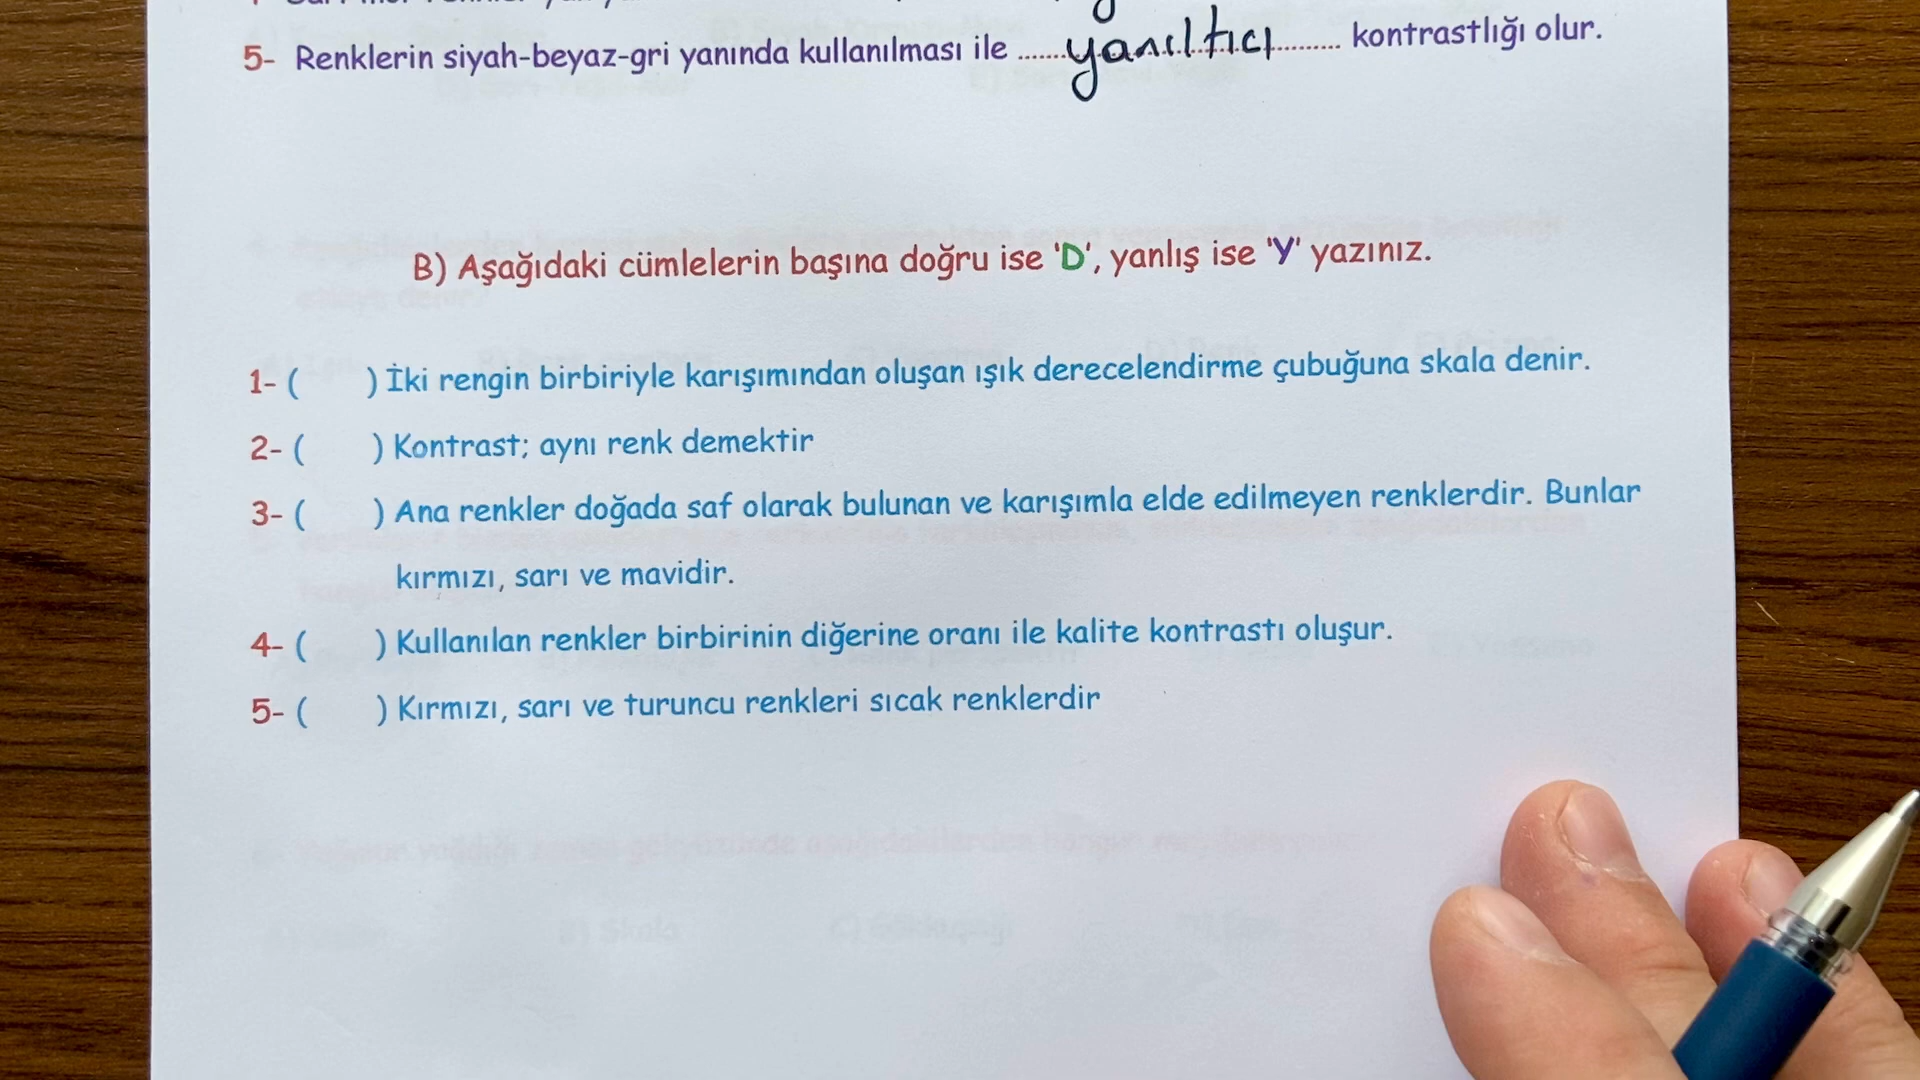 5- Renklerin siyah-beyaz-gri yanında kullanılması ile ......yanıltıcı......... kontrastlığı olur.
B) Aşağıdaki cümlelerin başına doğru ise 'D', yanlış ise 'Y' yazınız.
1- ( ) İki rengin birbiriyle karışımından oluşan ışık derecelendirme çubuğuna skala denir.
2- ( ) Kontrast; aynı renk demektir
3- ( ) Ana renkler doğada saf olarak bulunan ve karışımla elde edilmeyen renklerdir. Bunlar
kırmızı, sarı ve mavidir.
4- ( ) Kullanılan renkler birbirinin diğerine oranı ile kalite kontrastı oluşur.
5- ( ) Kırmızı, sarı ve turuncu renkleri sıcak renklerdir